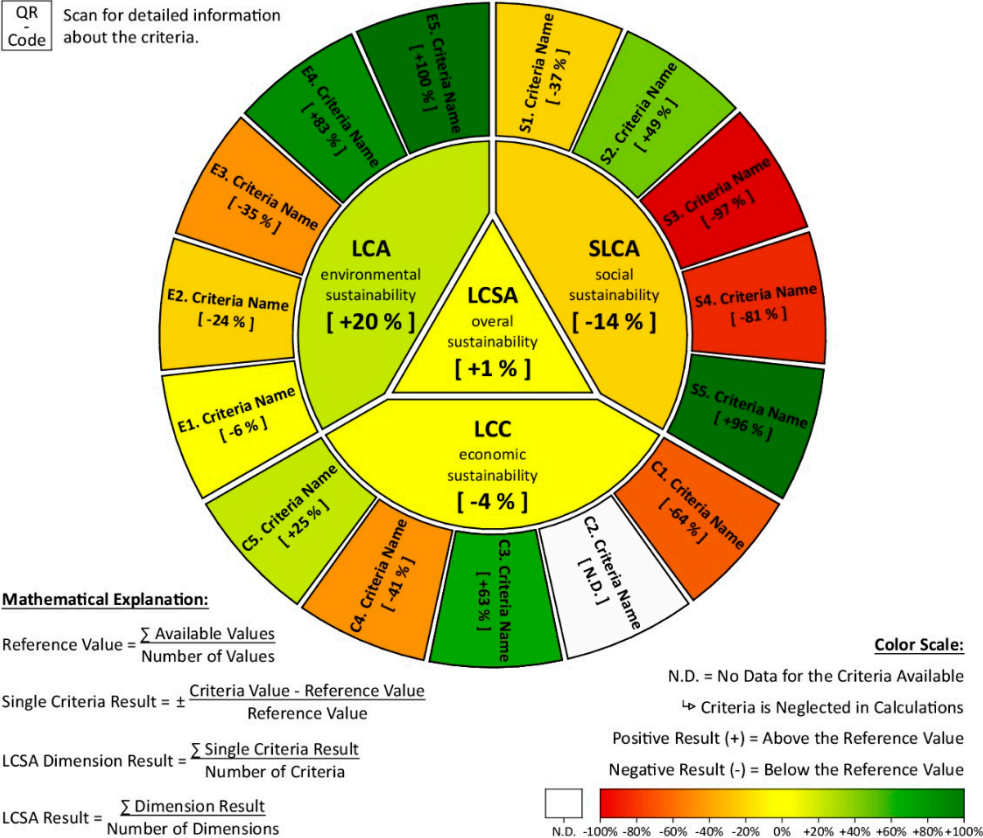 QR
-
Code
Scan for detailed information
about the criteria.
E5. Criteria Name
[ +100 % ]
S1. Criteria Name
[ -37 % ]
E4. Criteria Name
[ +83 % ]
S2. Criteria Name
[ +49 % ]
E3. Criteria Name
[ -35 % ]
S3. Criteria Name
[ -97 % ]
E2. Criteria Name
[ -24 % ]
S4. Criteria Name
[ -81 % ]
E1. Criteria Name
[ -6 % ]
S5. Criteria Name
[ +96 % ]
C5. Criteria Name
[ +25 % ]
C4. Criteria Name
[ -41 % ]
C3. Criteria Name
[ +63 % ]
C2. Criteria Name
[ N.D. ]
C1. Criteria Name
[ -64 % ]
LCA
environmental
sustainability
[ +20 % ]
SLCA
social
sustainability
[ -14 % ]
LCSA
overal
sustainability
[ +1 % ]
LCC
economic
sustainability
[ -4 % ]
Mathematical Explanation:
Reference Value = ∑ Available Values
Number of Values
Single Criteria Result = ± Criteria Value - Reference Value
Reference Value
LCSA Dimension Result = ∑ Single Criteria Result
Number of Criteria
LCSA Result = ∑ Dimension Result
Number of Dimensions
Color Scale:
N.D. = No Data for the Criteria Available
↳ Criteria is Neglected in Calculations
Positive Result (+) = Above the Reference Value
Negative Result (-) = Below the Reference Value
N.D. -100% -80% -60% -40% -20% 0% +20% +40% +60% +80% +100%